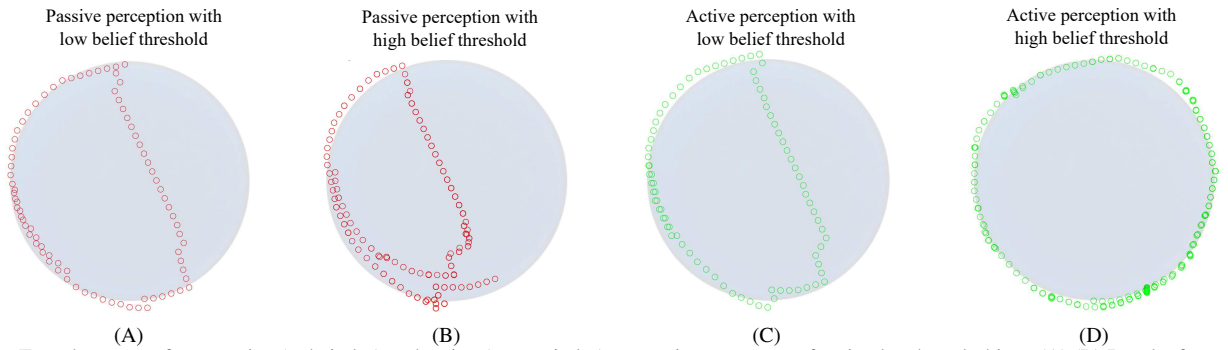 Passive perception with
low belief threshold
Passive perception with
high belief threshold
Active perception with
low belief threshold
Active perception with
high belief threshold
(A)
(B)
(C)
(D)